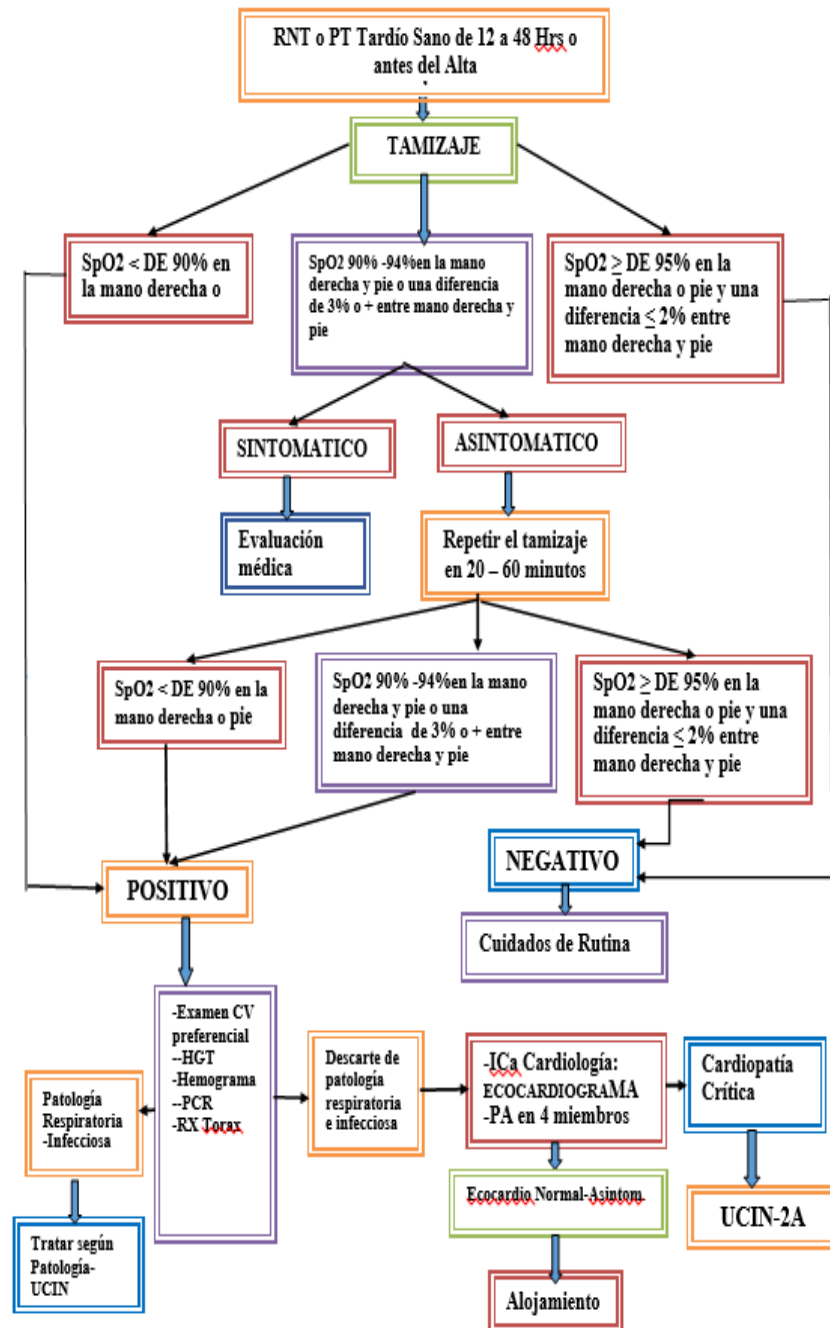 RNT o PT Tardío Sano de 12 a 48 Hrs o
antes del Alta
TAMIZAJE
SpO2 < DE 90% en
la mano derecha o
SpO2 90% -94%en la mano
derecha y pie o una diferencia
de 3% o + entre mano derecha y
pie
SpO2 ≥ DE 95% en la
mano derecha o pie y una
diferencia ≤ 2% entre
mano derecha y pie
SINTOMATICO
ASINTOMATICO
Evaluación
médica
Repetir el tamizaje
en 20 – 60 minutos
SpO2 < DE 90% en la
mano derecha o pie
SpO2 90% -94%en la mano
derecha y pie o una
diferencia de 3% o + entre
mano derecha y pie
SpO2 ≥ DE 95% en la
mano derecha o pie y una
diferencia ≤ 2% entre
mano derecha y pie
POSITIVO
NEGATIVO
Cuidados de Rutina
-Examen CV
preferencial
--HGT
-Hemograma
--PCR
-RX Torax
Patología
Respiratoria
-Infecciosa
Descarte de
patología
respiratoria
e infecciosa
-ICa Cardiología:
ECOCARDIOGRAMA
-PA en 4 miembros
Cardiopatía
Crítica
Tratar según
Patología-
UCIN
Ecocardio Normal-Asintom.
UCIN-2A
Alojamiento